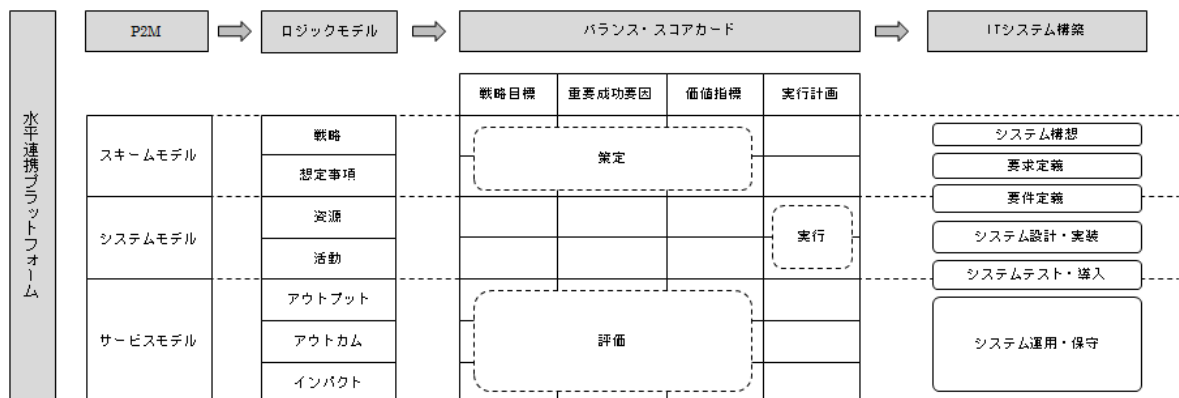 水平連携プラットフォーム
P2M
ロジックモデル
バランス・スコアカード
ITシステム構築
戦略目標
重要成功要因
価値指標
実行計画
スキームモデル
戦略
想定事項
策定
システム構想
要求定義
要件定義
システムモデル
資源
活動
実行
システム設計・実装
システムテスト・導入
サービスモデル
アウトプット
アウトカム
インパクト
評価
システム運用・保守